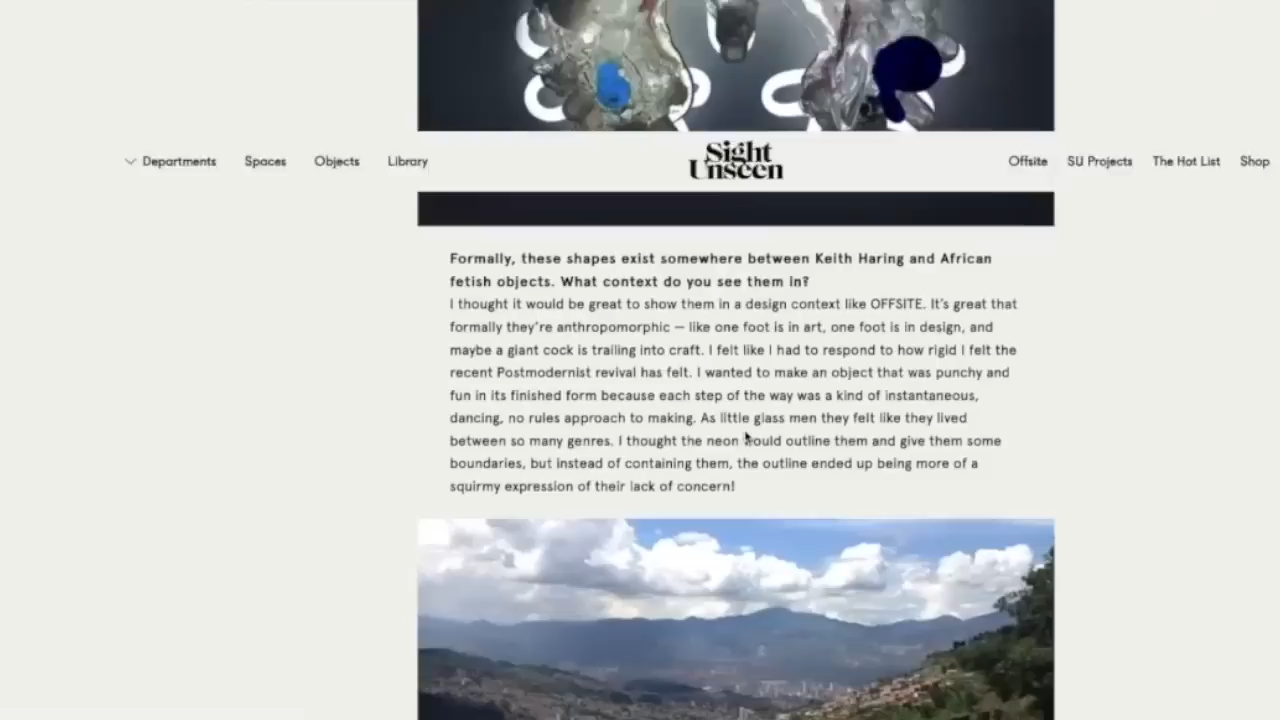 Departments Spaces Objects Library
Sight
Unseen
Offsite SU Projects The Hot List Shop
Formally, these shapes exist somewhere between Keith Haring and African
fetish objects. What context do you see them in?
I thought it would be great to show them in a design context like OFFSITE. It's great that
formally they're anthropomorphic — like one foot is in art, one foot is in design, and
maybe a giant cock is trailing into craft. I felt like I had to respond to how rigid I felt the
recent Postmodernist revival has felt. I wanted to make an object that was punchy and
fun in its finished form because each step of the way was a kind of instantaneous,
dancing, no rules approach to making. As little glass men they felt like they lived
between so many genres. I thought the neon would outline them and give them some
boundaries, but instead of containing them, the outline ended up being more of a
squirmy expression of their lack of concern!